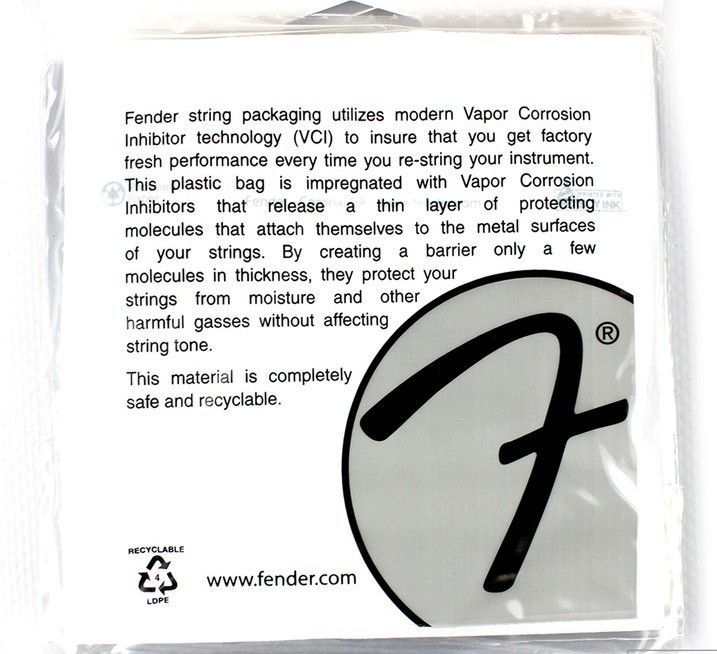 Fender string packaging utilizes modern Vapor Corrosion
Inhibitor technology (VCI) to insure that you get factory
fresh performance every time you re-string your instrument.
This plastic bag is impregnated with Vapor Corrosion
Inhibitors that release a thin layer of protecting
molecules that attach themselves to the metal surfaces
of your strings. By creating a barrier only a few
molecules in thickness, they protect your
strings from moisture and other
harmful gasses without affecting
string tone.
This material is completely
safe and recyclable.
F ®
RECYCLABLE
4
LDPE
www.fender.com